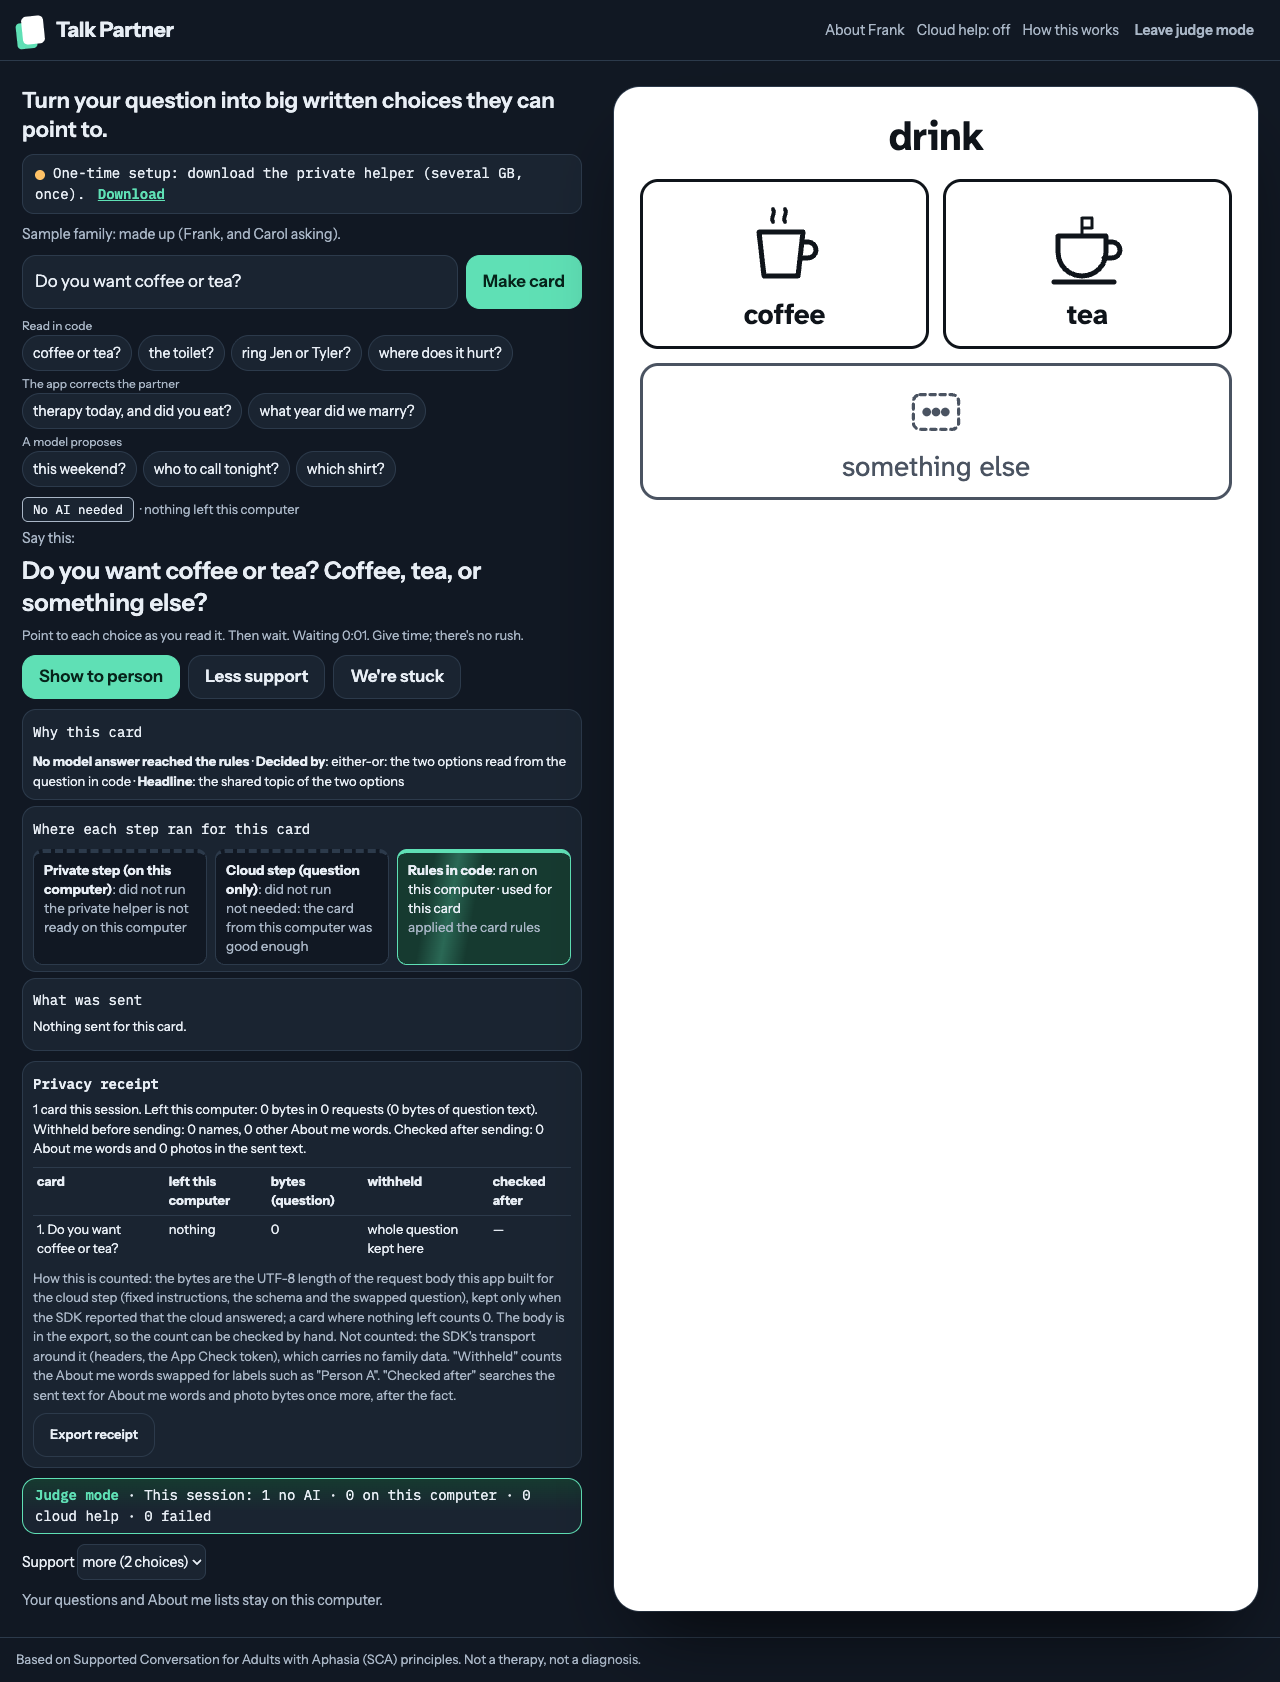 Talk Partner
About Frank
Cloud help: off
How this works
Leave judge mode
Turn your question into big written choices they can
point to.
One-time setup: download the private helper (several GB,
once). Download
Sample family: made up (Frank, and Carol asking).
Do you want coffee or tea?
Make card
Read in code
coffee or tea?
the toilet?
ring Jen or Tyler?
where does it hurt?
The app corrects the partner
therapy today, and did you eat?
what year did we marry?
A model proposes
this weekend?
who to call tonight?
which shirt?
No AI needed · nothing left this computer
Say this:
Do you want coffee or tea? Coffee, tea, or
something else?
Point to each choice as you read it. Then wait. Waiting 0:01. Give time; there's no rush.
Show to person
Less support
We're stuck
Why this card
No model answer reached the rules · Decided by: either-or: the two options read from the
question in code · Headline: the shared topic of the two options
Where each step ran for this card
Private step (on this
computer): did not run
the private helper is not
ready on this computer
Cloud step (question
only): did not run
not needed: the card
from this computer was
good enough
Rules in code: ran on
this computer · used for
this card
applied the card rules
What was sent
Nothing sent for this card.
Privacy receipt
1 card this session. Left this computer: 0 bytes in 0 requests (0 bytes of question text).
Withheld before sending: 0 names, 0 other About me words. Checked after sending: 0
About me words and 0 photos in the sent text.
card
left this
computer
bytes
(question)
withheld
checked
after
1. Do you want
coffee or tea?
nothing
0
whole question
kept here
—
How this is counted: the bytes are the UTF-8 length of the request body this app built for
the cloud step (fixed instructions, the schema and the swapped question), kept only when
the SDK reported that the cloud answered; a card where nothing left counts 0. The body is
in the export, so the count can be checked by hand. Not counted: the SDK's transport
around it (headers, the App Check token), which carries no family data. "Withheld" counts
the About me words swapped for labels such as "Person A". "Checked after" searches the
sent text for About me words and photo bytes once more, after the fact.
Export receipt
Judge mode · This session: 1 no AI · 0 on this computer · 0
cloud help · 0 failed
Support more (2 choices)
Your questions and About me lists stay on this computer.
drink
coffee
tea
something else
Based on Supported Conversation for Adults with Aphasia (SCA) principles. Not a therapy, not a diagnosis.